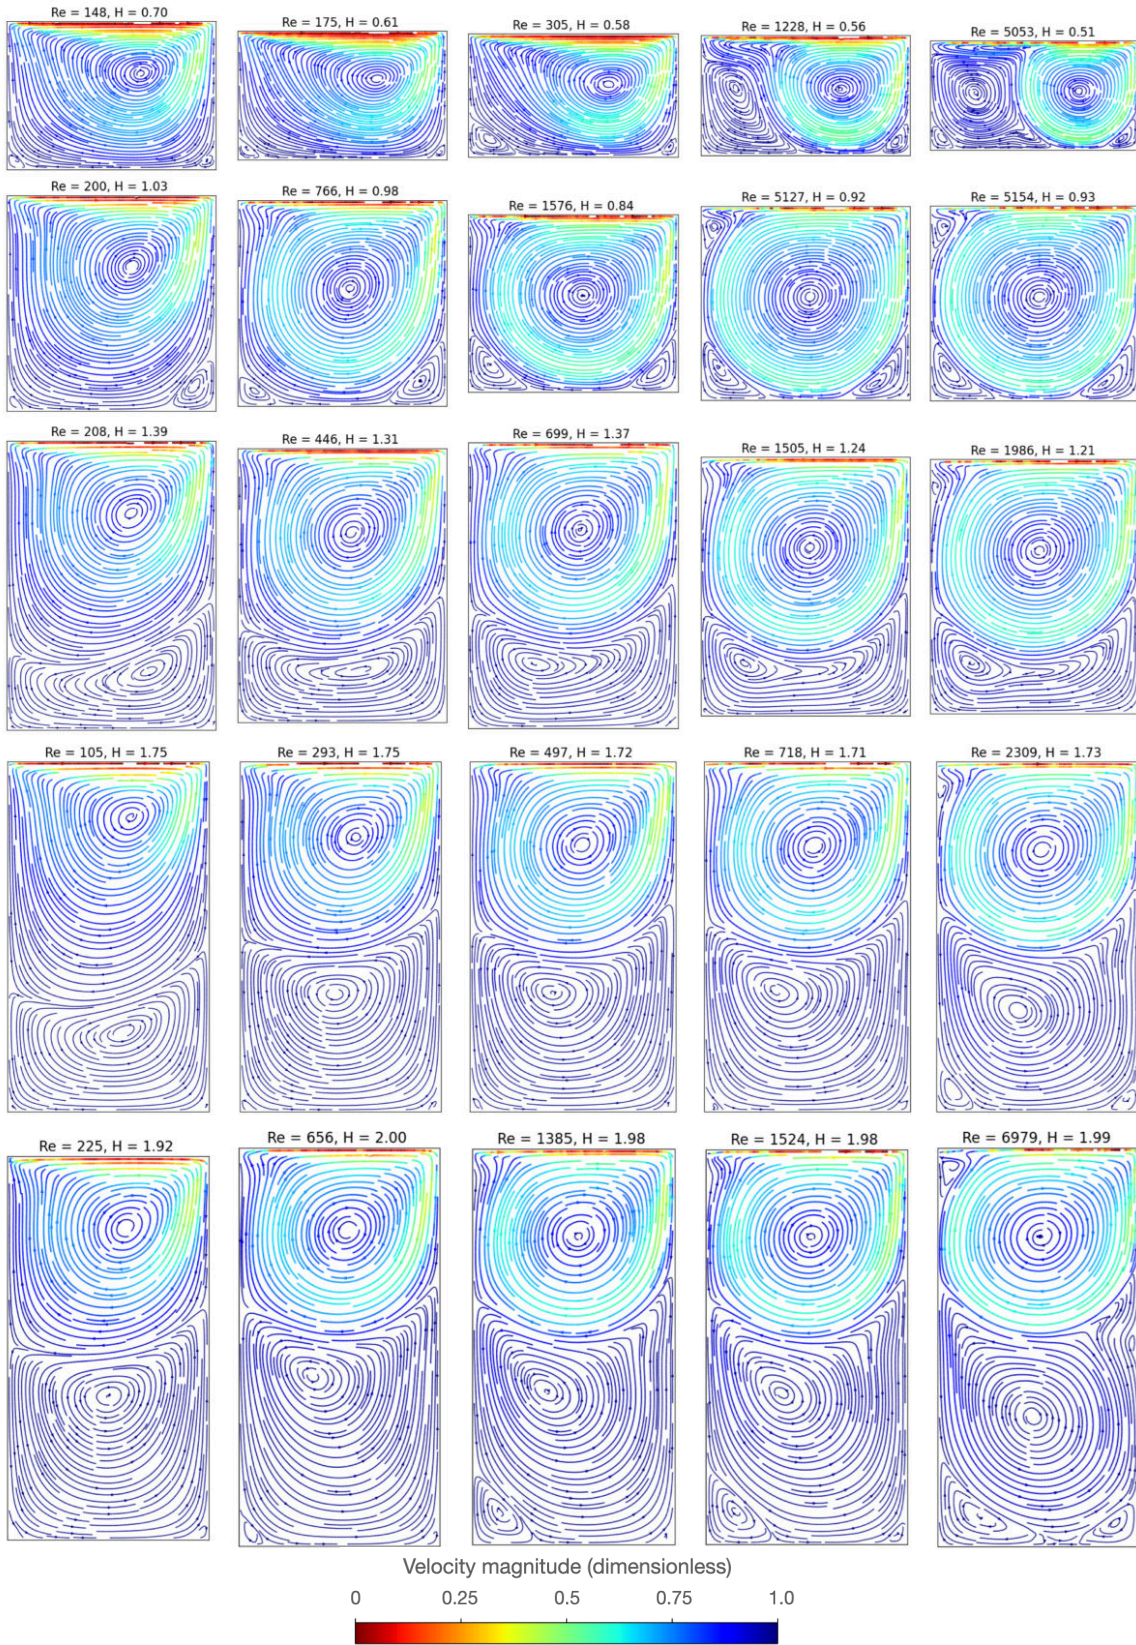 Re = 148, H = 0.70
Re = 175, H = 0.61
Re = 305, H = 0.58
Re = 1228, H = 0.56
Re = 5053, H = 0.51
Re = 200, H = 1.03
Re = 766, H = 0.98
Re = 1576, H = 0.84
Re = 5127, H = 0.92
Re = 5154, H = 0.93
Re = 208, H = 1.39
Re = 446, H = 1.31
Re = 699, H = 1.37
Re = 1505, H = 1.24
Re = 1986, H = 1.21
Re = 105, H = 1.75
Re = 293, H = 1.75
Re = 497, H = 1.72
Re = 718, H = 1.71
Re = 2309, H = 1.73
Re = 225, H = 1.92
Re = 656, H = 2.00
Re = 1385, H = 1.98
Re = 1524, H = 1.98
Re = 6979, H = 1.99
Velocity magnitude (dimensionless)
0 0.25 0.5 0.75 1.0